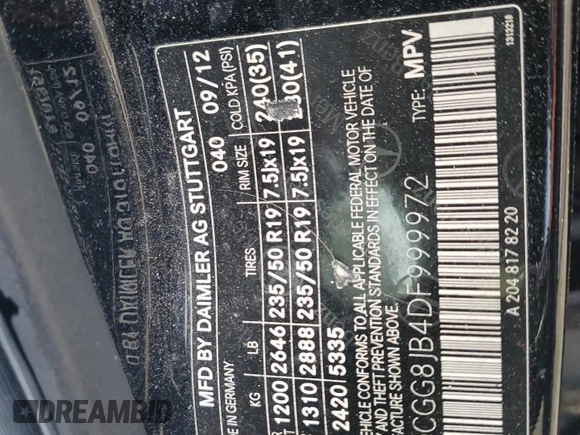 MFD BY DAIMLER AG STUTTGART
IN GERMANY 040 09/12
KG LB TIRES RIM SIZE COLD KPA(PSI)
1200 2646 235/50 R19 7.5Jx19 240(35)
1310 2888 235/50 R19 7.5Jx19 (41)
2420 5335
VEHICLE CONFORMS TO ALL APPLICABLE FEDERAL MOTOR VEHICLE
AND THEFT PREVENTION STANDARDS IN EFFECT ON THE DATE OF
SHOWN ABOVE.
CGG8JB4DF999972 TYPE: MPV
A 204 817 82 20
1313218
DREAMBID